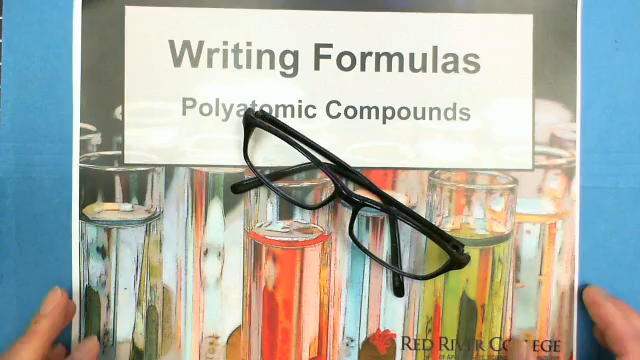 Writing Formulas
Polyatomic Compounds
RED RIVER COLLEGE